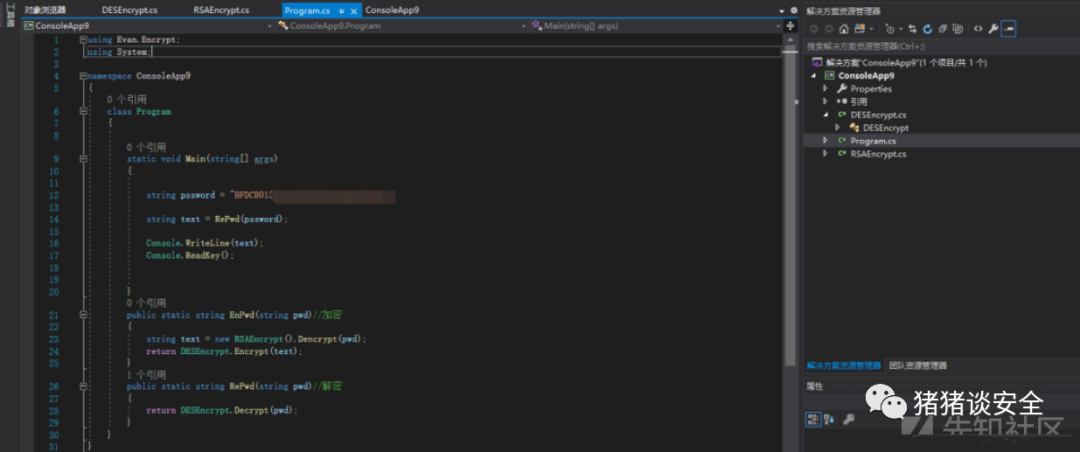 对象浏览器 DESEncrypt.cs RSAEncrypt.cs Program.cs ConsoleApp9
ConsoleApp9 ConsoleApp9.Program Main(string[] args)
1 using Evan.Encrypt;
2 using System;
3
4 namespace ConsoleApp9
5 {
0 个引用
6 class Program
7 {
8
0 个引用
9 static void Main(string[] args)
10 {
11
12 string pssword = "BFDCB013
13
14 string text = RePwd(pssword);
15
16 Console.WriteLine(text);
17 Console.ReadKey();
18
19
20 }
0 个引用
21 public static string EnPwd(string pwd)//加密
22 {
23 string text = new RSAEncrypt().Dencrypt(pwd);
24 return DESEncrypt.Encrypt(text);
25 }
1 个引用
26 public static string RePwd(string pwd)//解密
27 {
28 return DESEncrypt.Decrypt(pwd);
29 }
30 }
31 }
工具箱
解决方案资源管理器
搜索解决方案资源管理器(Ctrl+;)
解决方案"ConsoleApp9"(1 个项目/共 1 个)
ConsoleApp9
Properties
引用
DESEncrypt.cs
DESEncrypt
Program.cs
RSAEncrypt.cs
解决方案资源管理器 团队资源管理器
属性
猪猪谈安全
先知社区